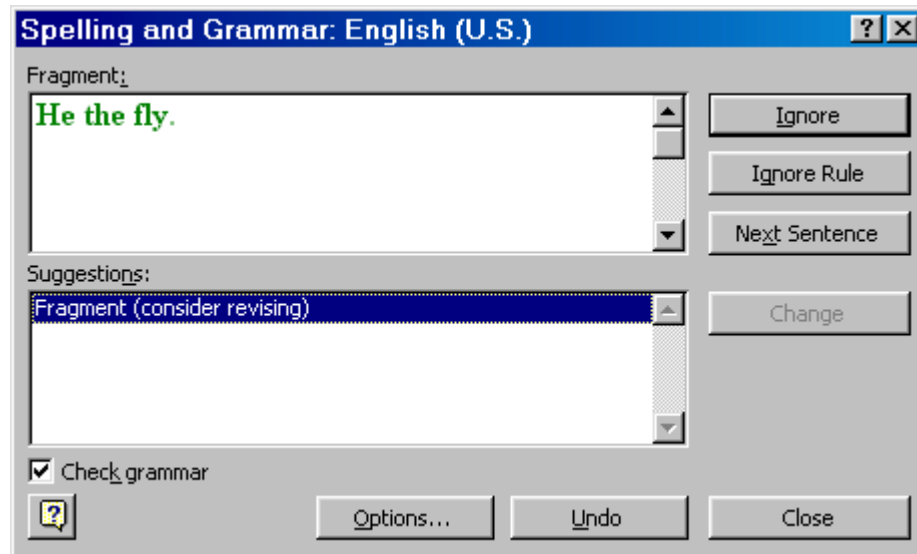 Spelling and Grammar: English (U.S.)
Fragment:
He the fly.
Ignore
Ignore Rule
Next Sentence
Suggestions:
Fragment (consider revising)
Change
Check grammar
Options...
Undo
Close